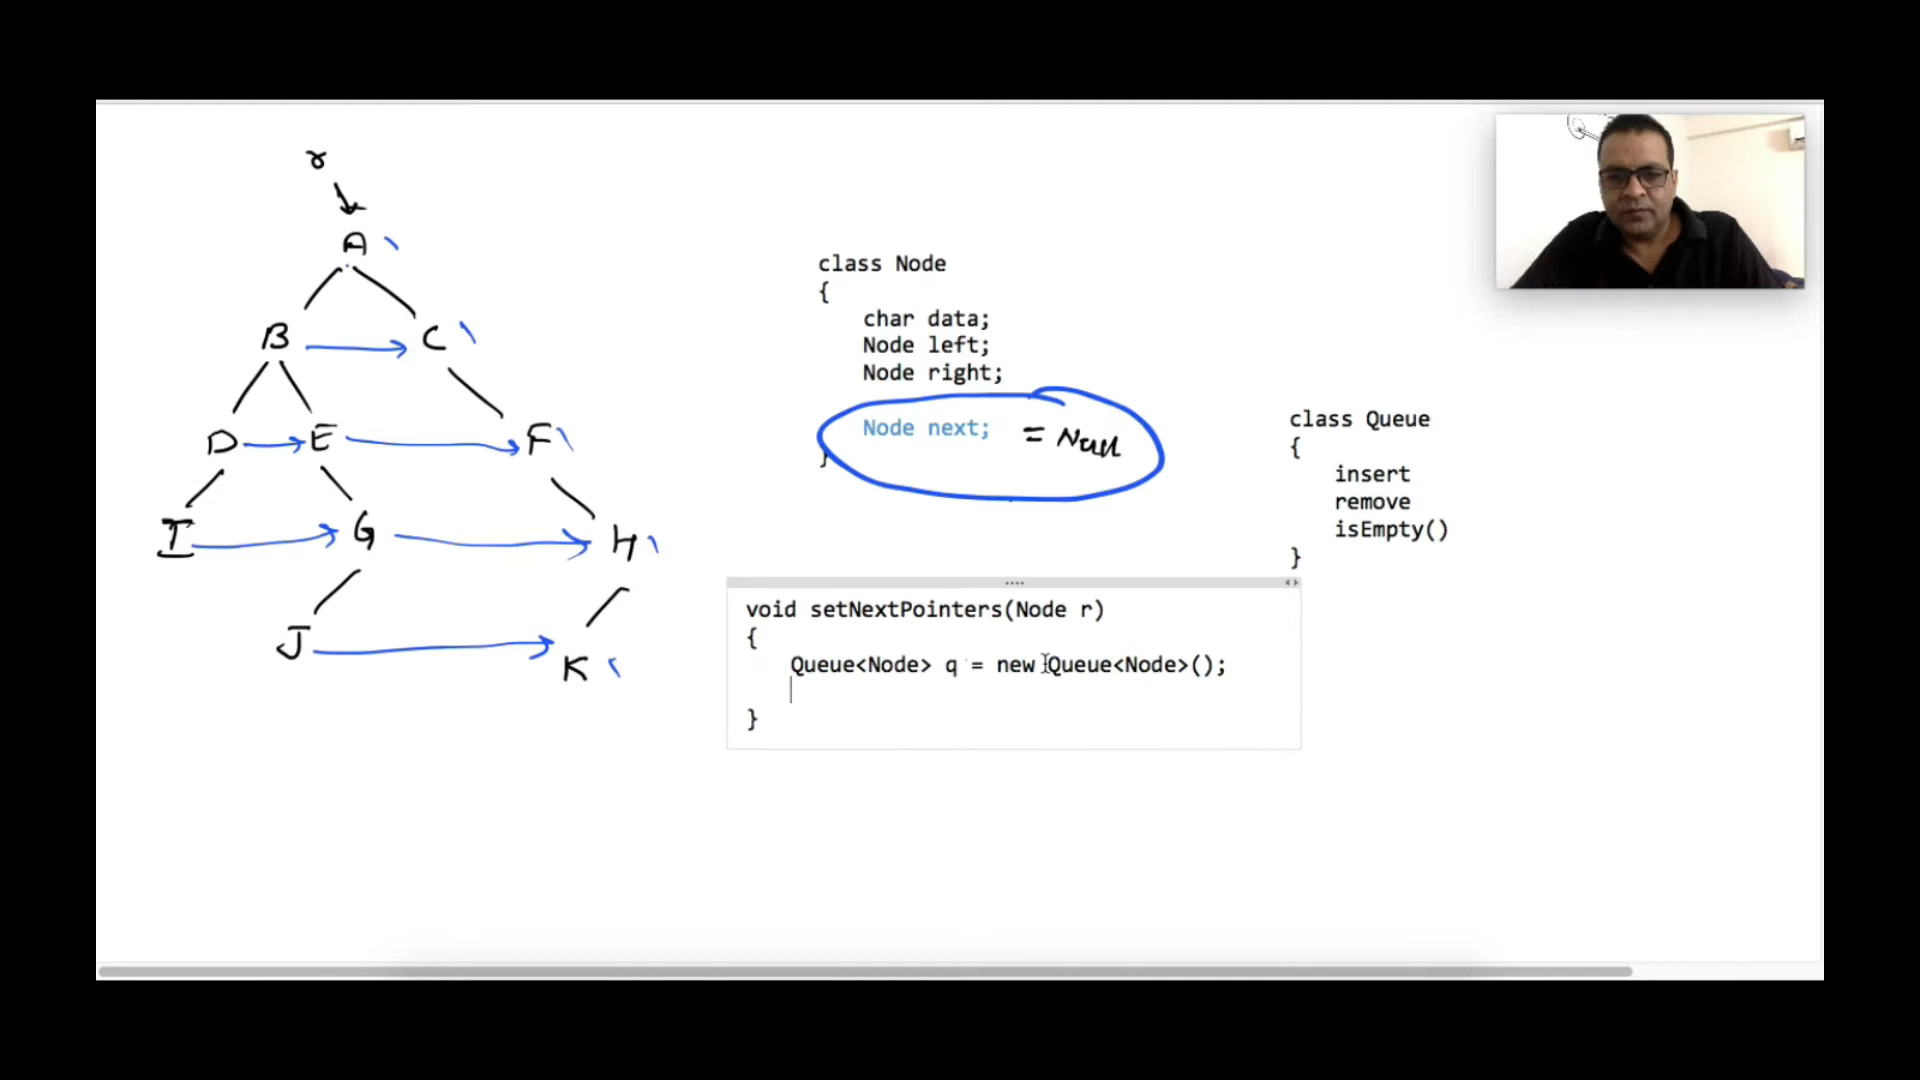 r
A
B C
D E F
I G H
J K
class Node
{
char data;
Node left;
Node right;
Node next; = Null
}
class Queue
{
insert
remove
isEmpty()
}
void setNextPointers(Node r)
{
Queue<Node> q = new Queue<Node>();
}